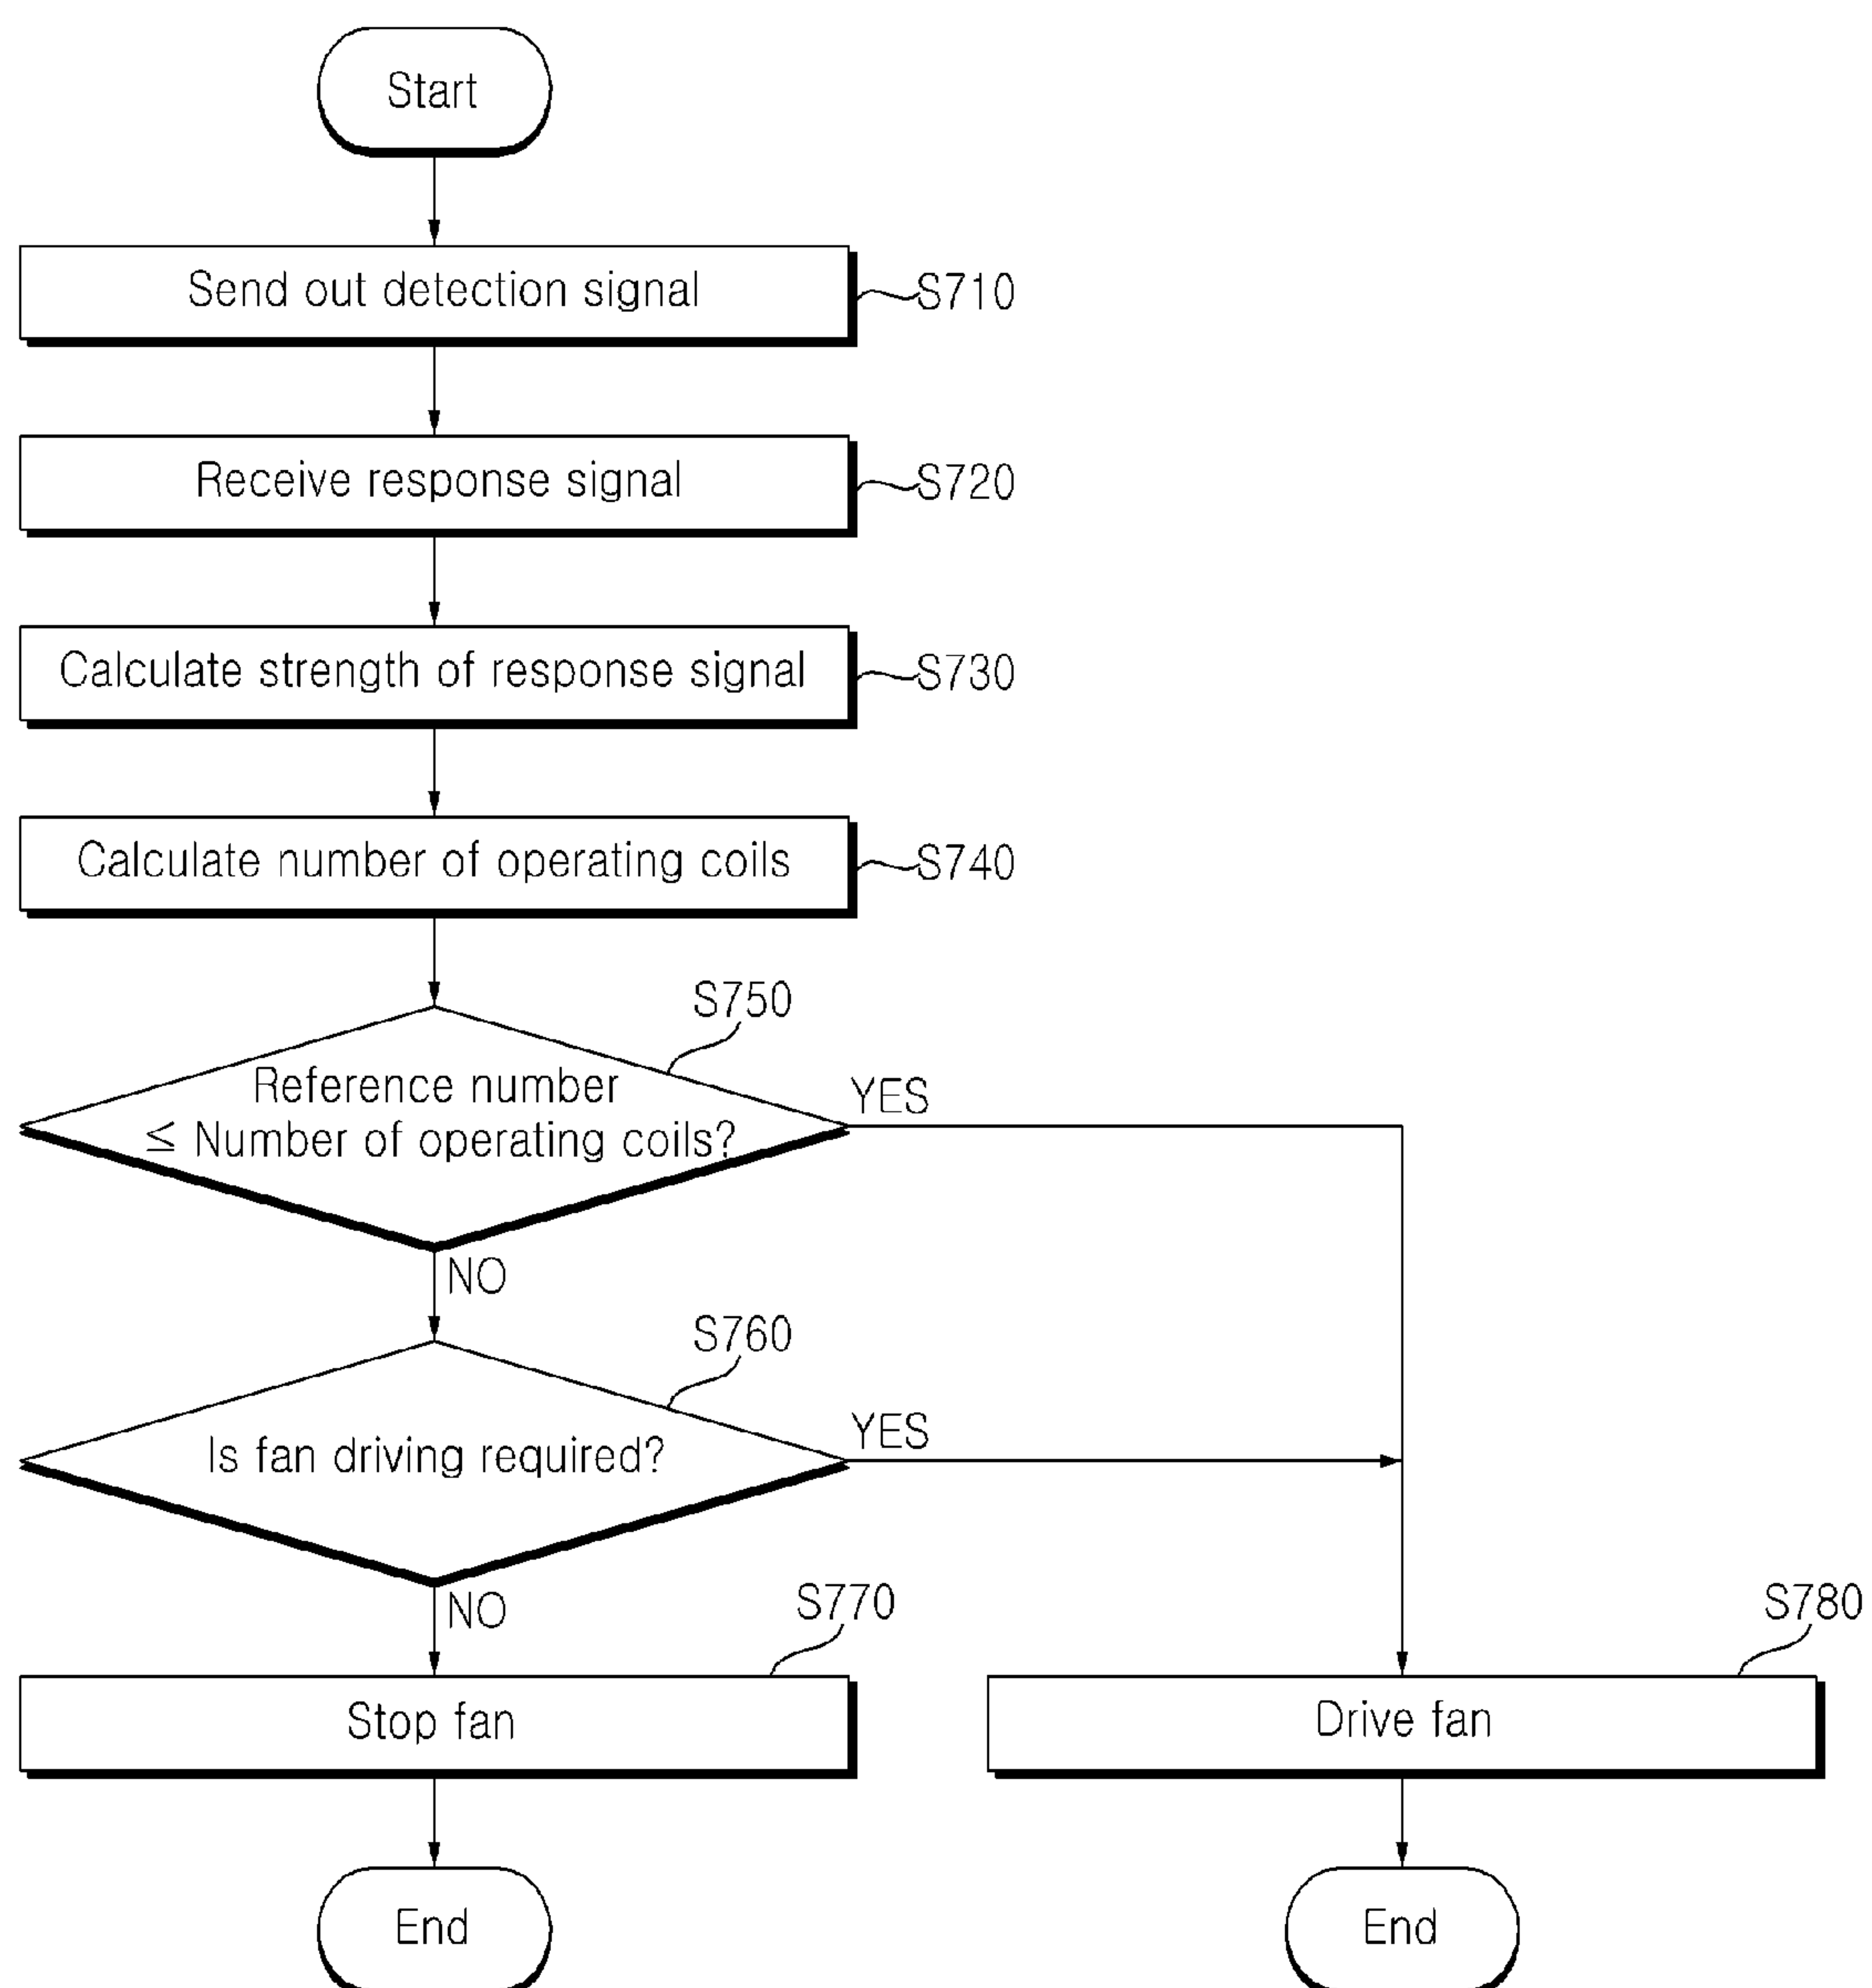 Start
Send out detection signal
S710
Receive response signal
S720
Calculate strength of response signal
S730
Calculate number of operating coils
S740
S750
Reference number
≤ Number of operating coils?
YES
NO
S760
Is fan driving required?
YES
NO
S770
Stop fan
S780
Drive fan
End
End